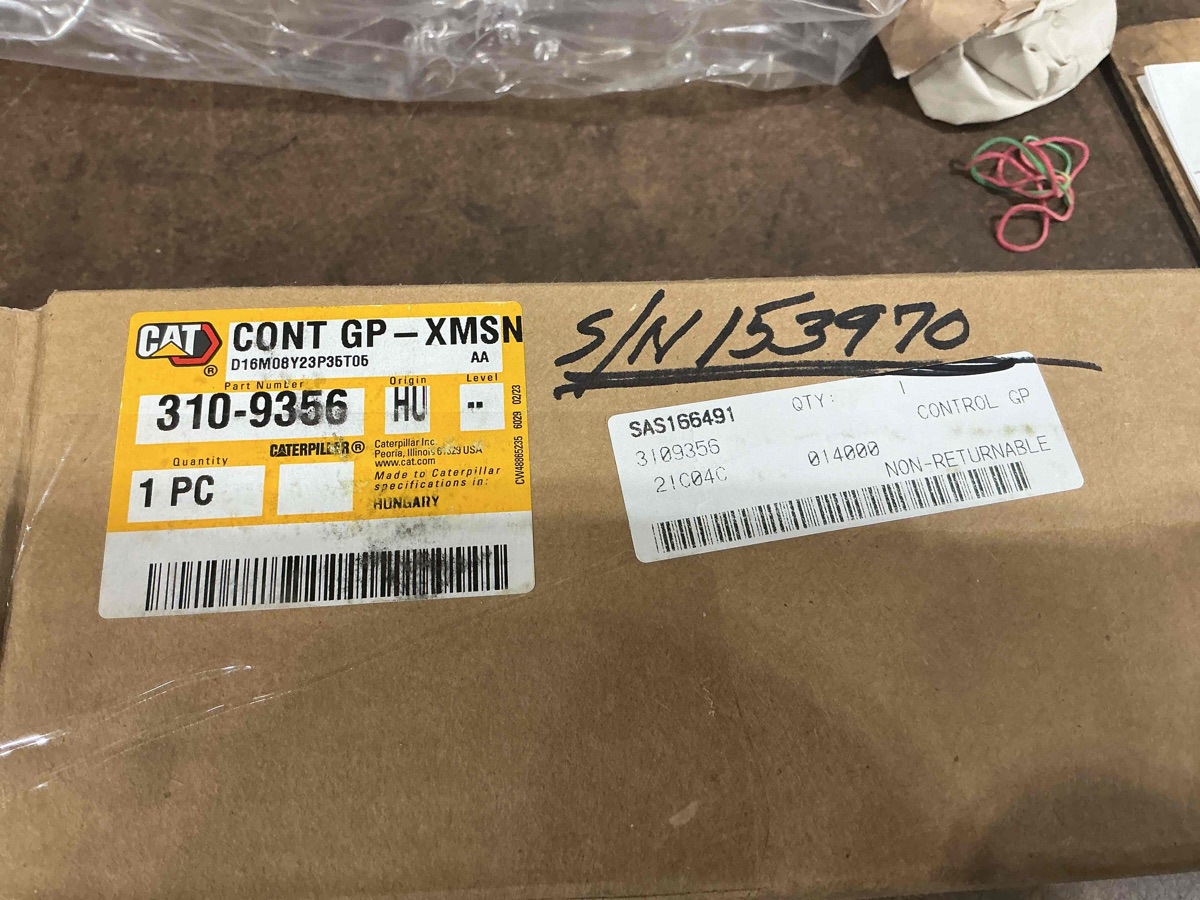 CAT®
CONT GP-XMSN
D16M08Y23P35T05
AA
Part Number
310-9356
Origin
HU
Level
--
Quantity
1 PC
CATERPILLAR®
Caterpillar Inc.
Peoria, Illinois 61329 USA
www.cat.com
Made to Caterpillar
specifications in:
HUNGARY
CW48865235 6029 02/23
S/N 153970
SAS166491
QTY: 1
3109356
CONTROL GP
21C04C
014000
NON-RETURNABLE